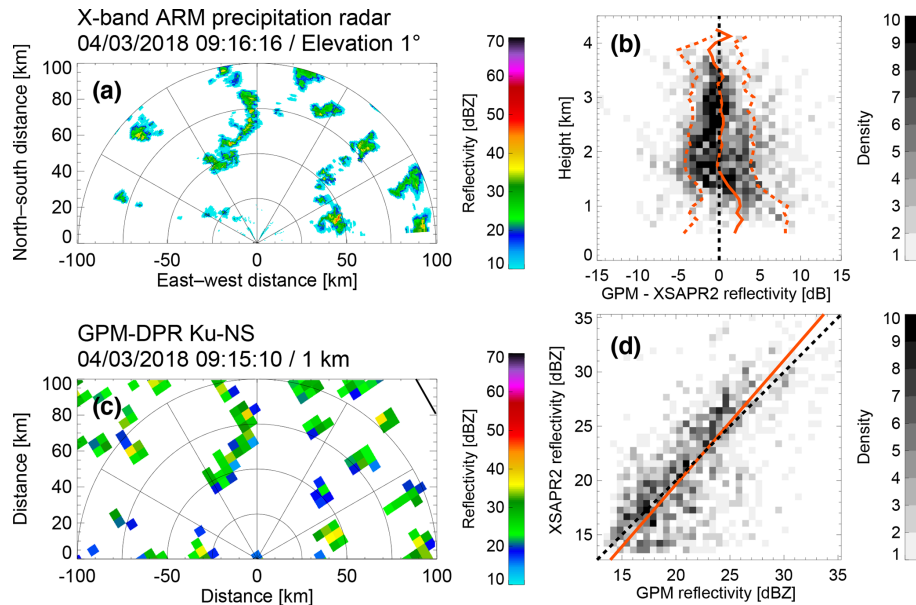 X-band ARM precipitation radar
04/03/2018 09:16:16 / Elevation 1°
(a)
North–south distance [km]
100
80
60
40
20
0
-100 -50 0 50 100
East–west distance [km]
Reflectivity [dBZ]
70
60
50
40
30
20
10
(b)
Height [km]
4
3
2
1
0
-15 -10 -5 0 5 10 15
GPM - XSAPR2 reflectivity [dB]
Density
10
9
8
7
6
5
4
3
2
1
GPM-DPR Ku-NS
04/03/2018 09:15:10 / 1 km
(c)
Distance [km]
100
80
60
40
20
0
-100 -50 0 50 100
Distance [km]
Reflectivity [dBZ]
70
60
50
40
30
20
10
(d)
XSAPR2 reflectivity [dBZ]
35
30
25
20
15
15 20 25 30 35
GPM reflectivity [dBZ]
Density
10
9
8
7
6
5
4
3
2
1